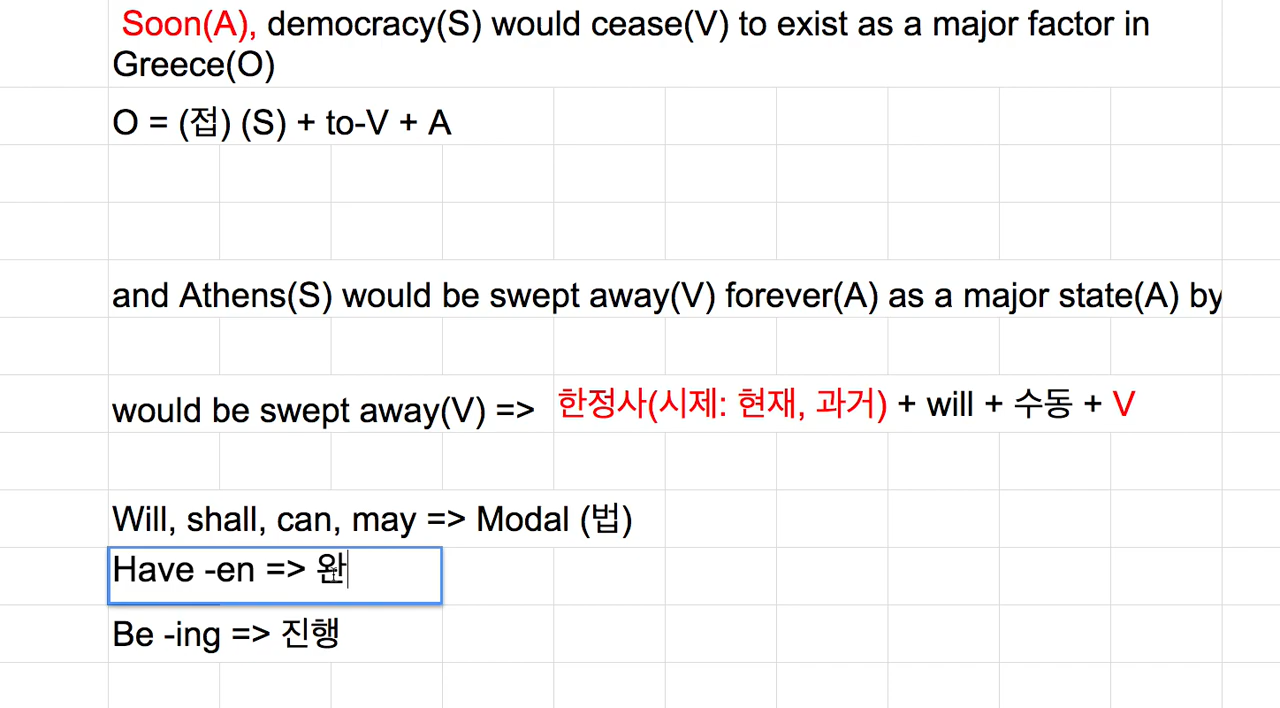 Soon(A), democracy(S) would cease(V) to exist as a major factor in
Greece(O)
O = (접) (S) + to-V + A
and Athens(S) would be swept away(V) forever(A) as a major state(A) by
would be swept away(V) => 한정사(시제: 현재, 과거) + will + 수동 + V
Will, shall, can, may => Modal (법)
Have -en => 완
Be -ing => 진행